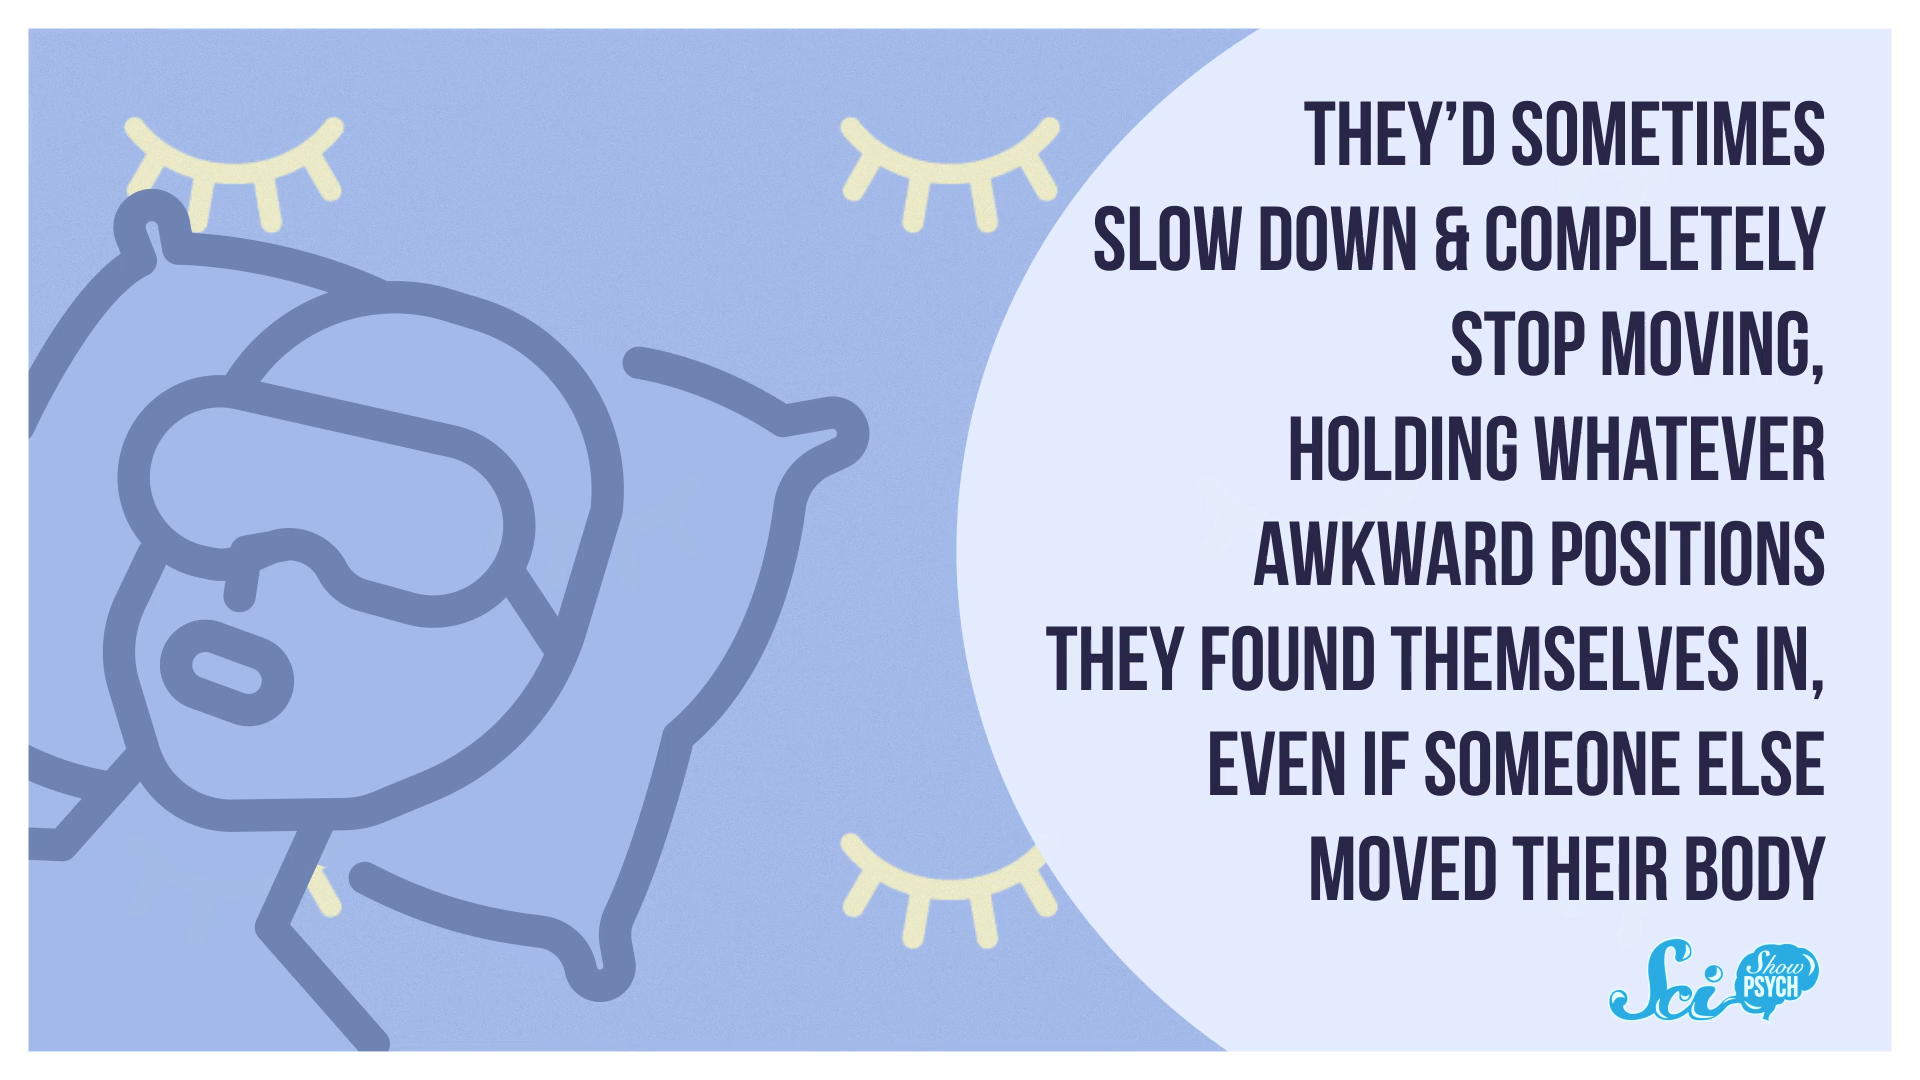 THEY’D SOMETIMES
SLOW DOWN & COMPLETELY
STOP MOVING,
HOLDING WHATEVER
AWKWARD POSITIONS
THEY FOUND THEMSELVES IN,
EVEN IF SOMEONE ELSE
MOVED THEIR BODY
Sci Show
PSYCH